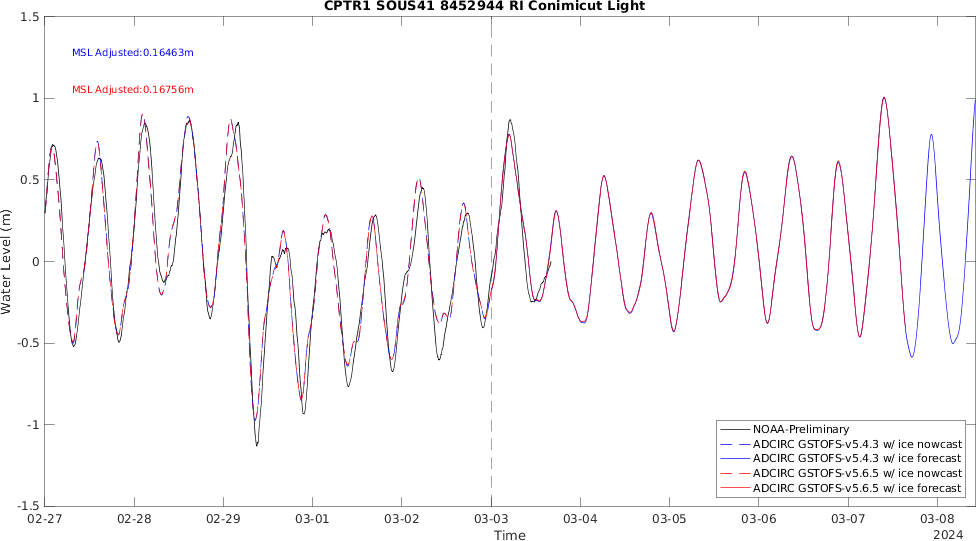 CPTR1 SOUS41 8452944 RI Conimicut Light
1.5
MSL Adjusted:0.16463m
MSL Adjusted:0.16756m
1
0.5
0
-0.5
-1
-1.5
Water Level (m)
NOAA-Preliminary
ADCIRC GSTOFS-v5.4.3 w/ ice nowcast
ADCIRC GSTOFS-v5.4.3 w/ ice forecast
ADCIRC GSTOFS-v5.6.5 w/ ice nowcast
ADCIRC GSTOFS-v5.6.5 w/ ice forecast
02-27 02-28 02-29 03-01 03-02 03-03 03-04 03-05 03-06 03-07 03-08
Time
2024